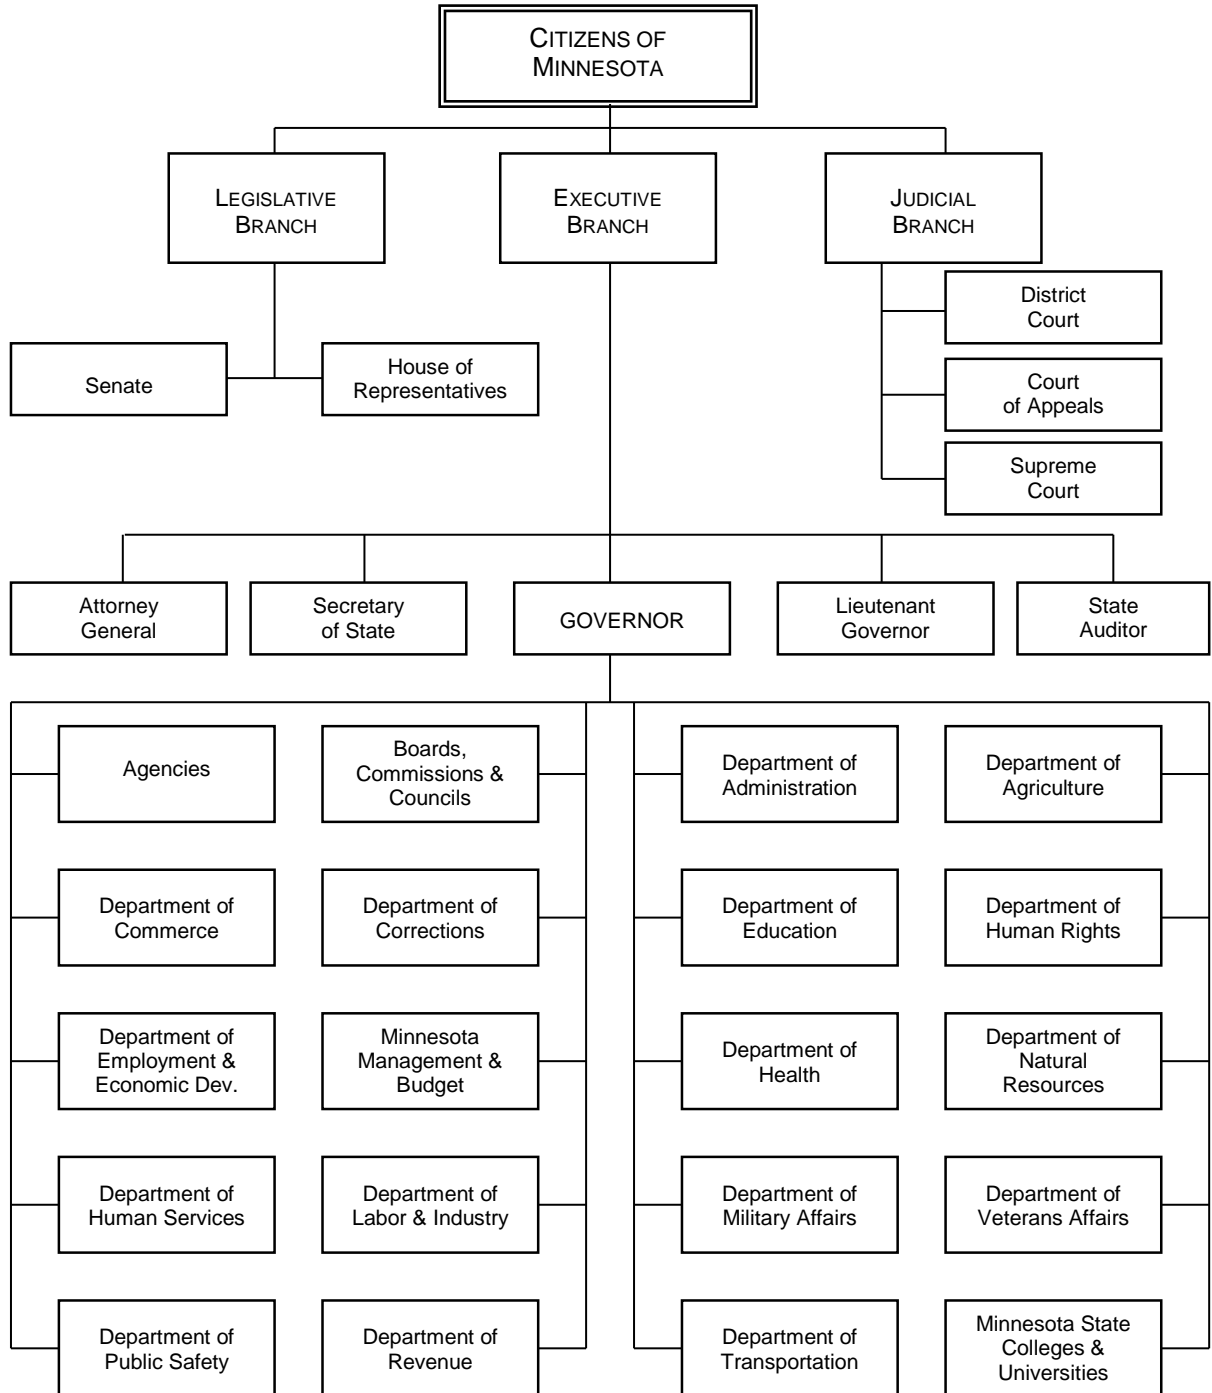 CITIZENS OF
MINNESOTA
LEGISLATIVE
BRANCH
EXECUTIVE
BRANCH
JUDICIAL
BRANCH
District
Court
Senate
House of
Representatives
Court
of Appeals
Supreme
Court
Attorney
General
Secretary
of State
GOVERNOR
Lieutenant
Governor
State
Auditor
Agencies
Boards,
Commissions &
Councils
Department of
Administration
Department of
Agriculture
Department of
Commerce
Department of
Corrections
Department of
Education
Department of
Human Rights
Department of
Employment &
Economic Dev.
Minnesota
Management &
Budget
Department of
Health
Department of
Natural
Resources
Department of
Human Services
Department of
Labor & Industry
Department of
Military Affairs
Department of
Veterans Affairs
Department of
Public Safety
Department of
Revenue
Department of
Transportation
Minnesota State
Colleges &
Universities